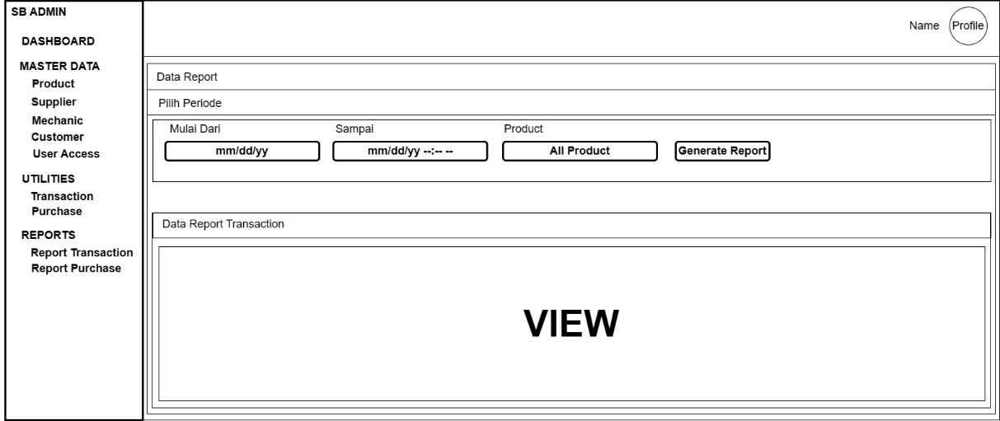 SB ADMIN
DASHBOARD
MASTER DATA
Product
Supplier
Mechanic
Customer
User Access
UTILITIES
Transaction
Purchase
REPORTS
Report Transaction
Report Purchase
Name Profile
Data Report
Pilih Periode
Mulai Dari Sampai Product
mm/dd/yy mm/dd/yy --:-- -- All Product Generate Report
Data Report Transaction
VIEW